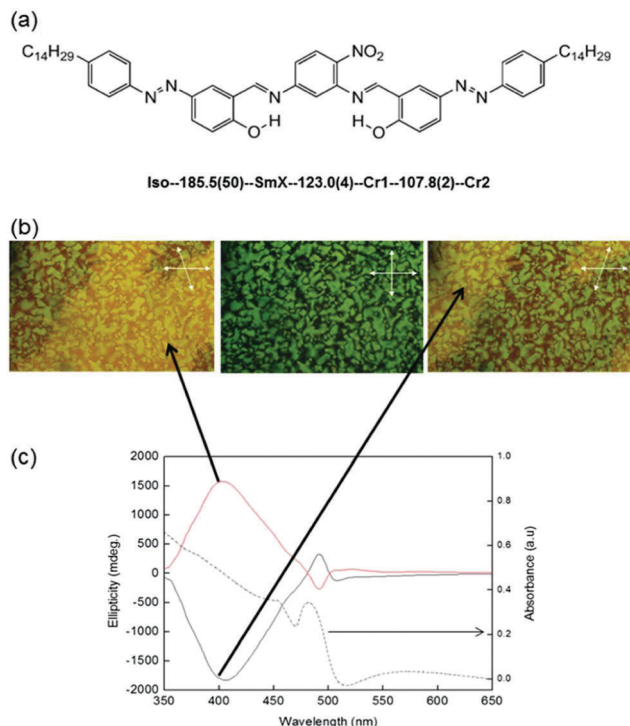 (a)
C14H29
NO2
C14H29
N
N
N
N
N
N
O
H
H
O
Iso--185.5(50)--SmX--123.0(4)--Cr1--107.8(2)--Cr2
(b)
(c)
2000
1500
1000
500
0
-500
-1000
-1500
-2000
Ellipticity (mdeg.)
1.0
0.8
0.6
0.4
0.2
0.0
Absorbance (a.u)
350
400
450
500
550
600
650
Wavelength (nm)